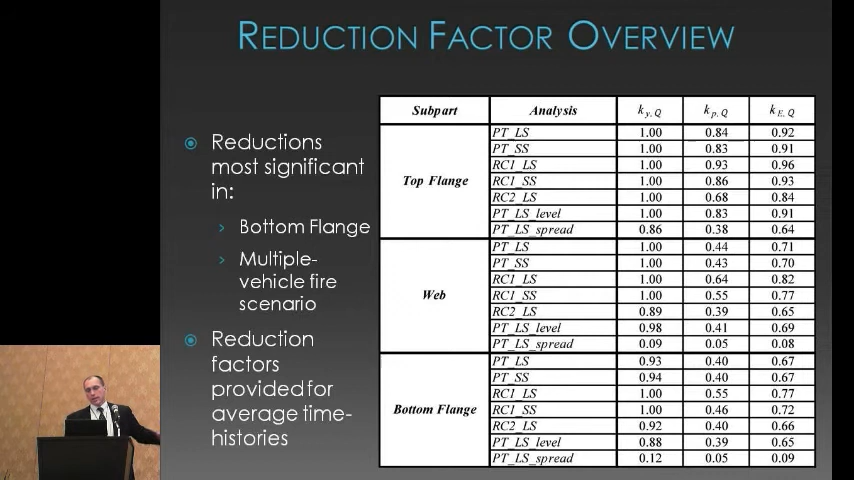 REDUCTION FACTOR OVERVIEW
Reductions
most significant
in:
› Bottom Flange
› Multiple-
vehicle fire
scenario
Reduction
factors
provided for
average time-
histories
Subpart Analysis k y, Q k p, Q k E, Q
Top Flange
PT_LS 1.00 0.84 0.92
PT_SS 1.00 0.83 0.91
RC1_LS 1.00 0.93 0.96
RC1_SS 1.00 0.86 0.93
RC2_LS 1.00 0.68 0.84
PT_LS_level 1.00 0.83 0.91
PT_LS_spread 0.86 0.38 0.64
Web
PT_LS 1.00 0.44 0.71
PT_SS 1.00 0.43 0.70
RC1_LS 1.00 0.64 0.82
RC1_SS 1.00 0.55 0.77
RC2_LS 0.89 0.39 0.65
PT_LS_level 0.98 0.41 0.69
PT_LS_spread 0.09 0.05 0.08
Bottom Flange
PT_LS 0.93 0.40 0.67
PT_SS 0.94 0.40 0.67
RC1_LS 1.00 0.55 0.77
RC1_SS 1.00 0.46 0.72
RC2_LS 0.92 0.40 0.66
PT_LS_level 0.88 0.39 0.65
PT_LS_spread 0.12 0.05 0.09